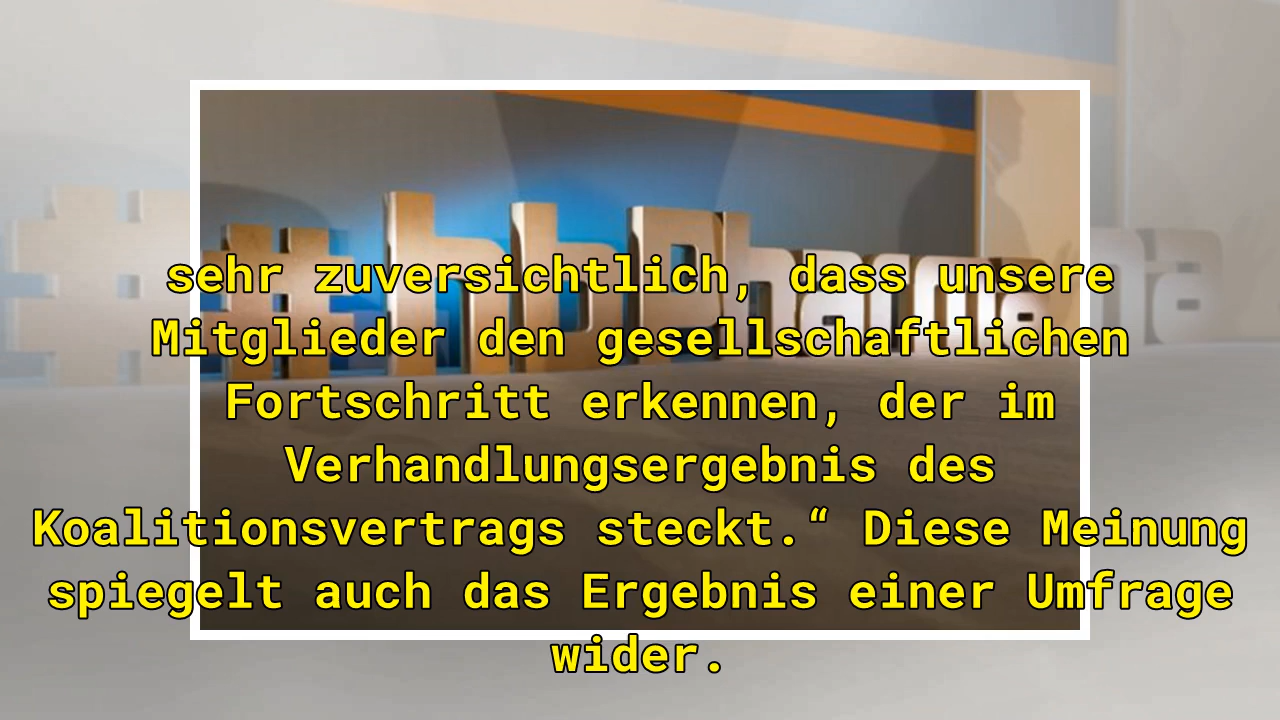 ##hbPharma
sehr zuversichtlich, dass unsere
Mitglieder den gesellschaftlichen
Fortschritt erkennen, der im
Verhandlungsergebnis des
Koalitionsvertrags steckt.“ Diese Meinung
spiegelt auch das Ergebnis einer Umfrage
wider.